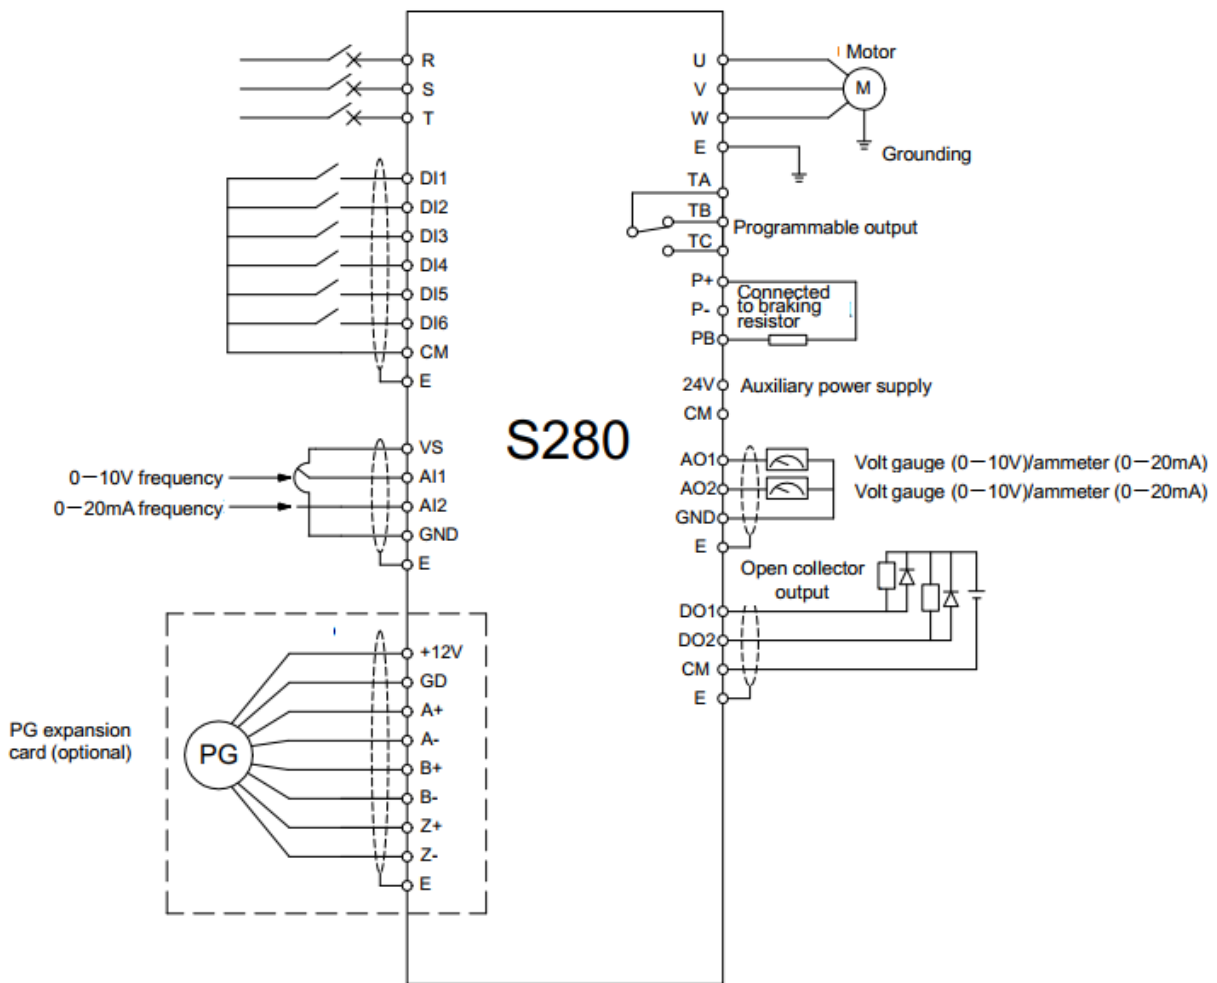 R
S
T
DI1
DI2
DI3
DI4
DI5
DI6
CM
E
VS
0－10V frequency
AI1
0－20mA frequency
AI2
GND
E
PG expansion
card (optional)
PG
+12V
GD
A+
A-
B+
B-
Z+
Z-
E
S280
U
Motor
V
M
W
E
Grounding
TA
TB
Programmable output
TC
P+
Connected
to braking
resistor
P-
PB
24V
Auxiliary power supply
CM
AO1
Volt gauge (0－10V)/ammeter (0－20mA)
AO2
Volt gauge (0－10V)/ammeter (0－20mA)
GND
E
Open collector
output
DO1
DO2
CM
E